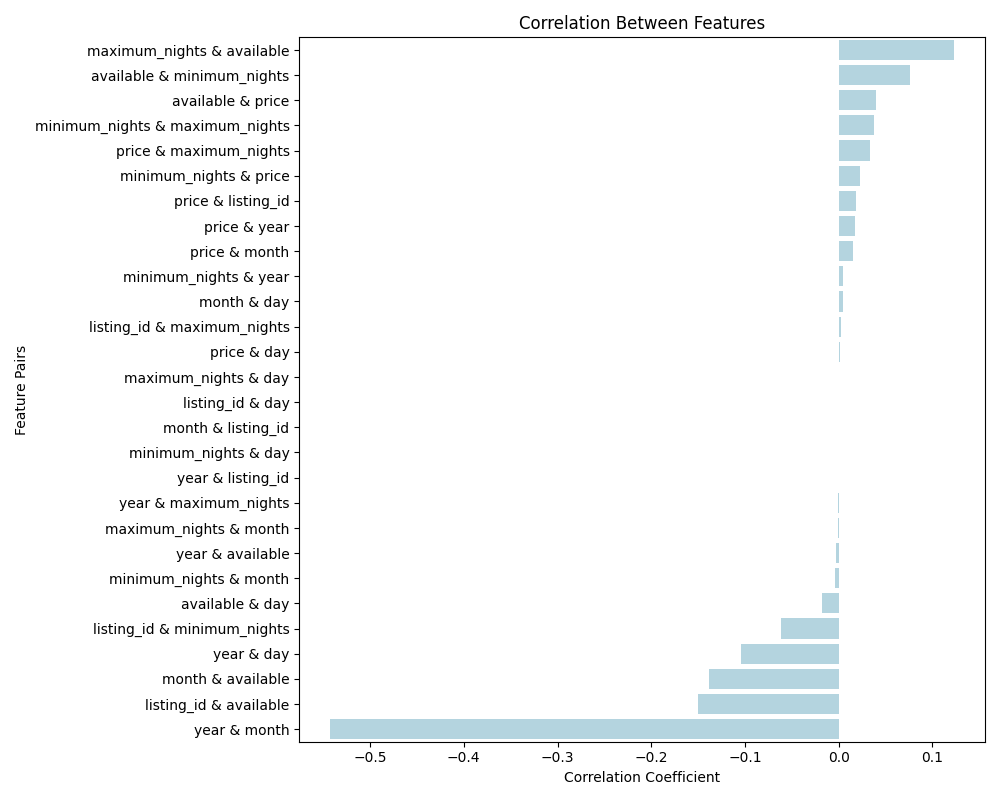 Correlation Between Features
maximum_nights & available
available & minimum_nights
available & price
minimum_nights & maximum_nights
price & maximum_nights
minimum_nights & price
price & listing_id
price & year
price & month
minimum_nights & year
month & day
listing_id & maximum_nights
price & day
maximum_nights & day
listing_id & day
month & listing_id
minimum_nights & day
year & listing_id
year & maximum_nights
maximum_nights & month
year & available
minimum_nights & month
available & day
listing_id & minimum_nights
year & day
month & available
listing_id & available
year & month
Feature Pairs
−0.5 −0.4 −0.3 −0.2 −0.1 0.0 0.1
Correlation Coefficient